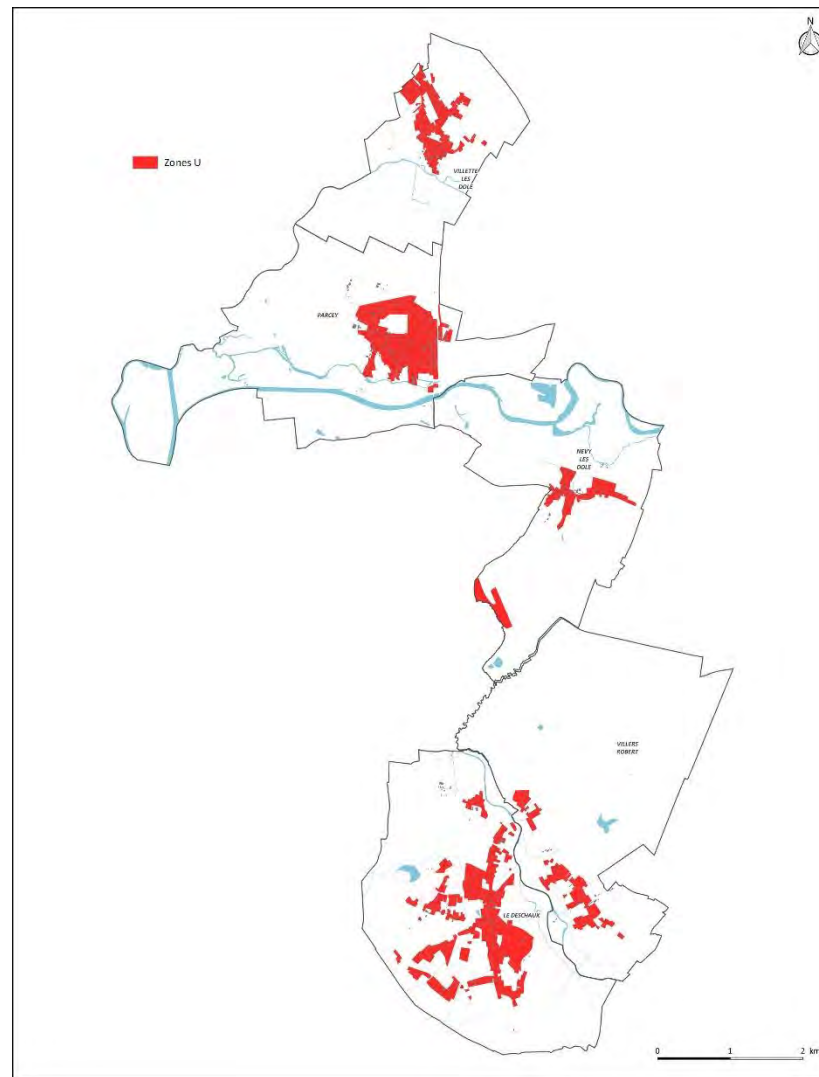 N
Zones U
VILLETTE
LES
DOLE
PARCEY
NEVY
LES
DOLE
VILLERS
ROBERT
LE DESCHAUX
0 1 2 km